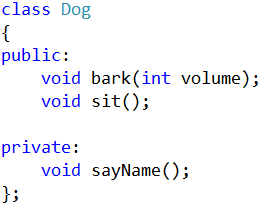 class Dog
{
public:
    void bark(int volume);
    void sit();

private:
    void sayName();
};